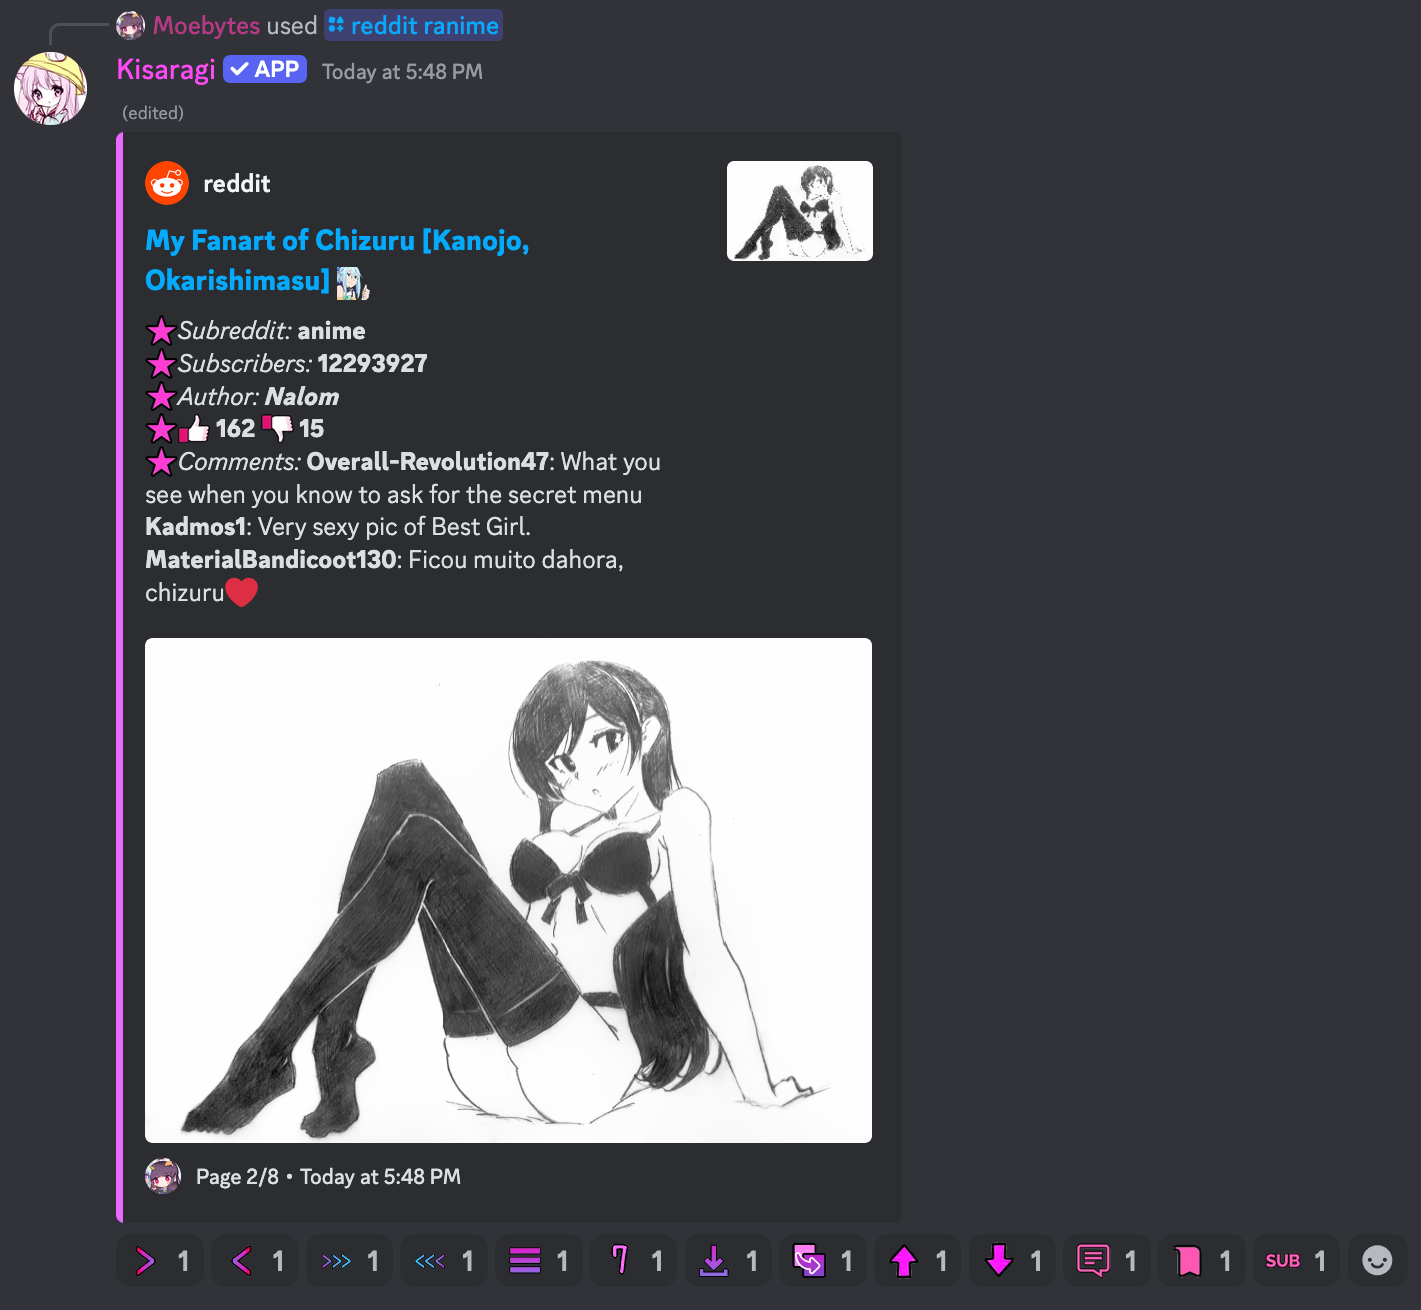 Moebytes used reddit ranime
Kisaragi APP Today at 5:48 PM
(edited)
reddit
My Fanart of Chizuru [Kanojo,
Okarishimasu]
Subreddit: anime
Subscribers: 12293927
Author: Nalom
162 15
Comments: Overall-Revolution47: What you
see when you know to ask for the secret menu
Kadmos1: Very sexy pic of Best Girl.
MaterialBandicoot130: Ficou muito dahora,
chizuru
Page 2/8 • Today at 5:48 PM
1 1 1 1 1 7 1 1 1 1 1 1 1 SUB 1